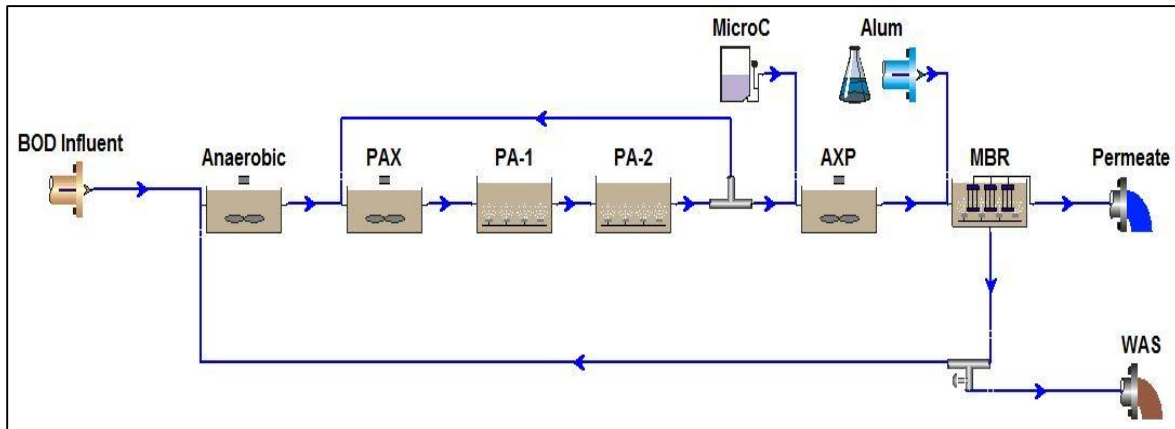 MicroC
Alum
BOD Influent
Anaerobic
PAX
PA-1
PA-2
AXP
MBR
Permeate
WAS